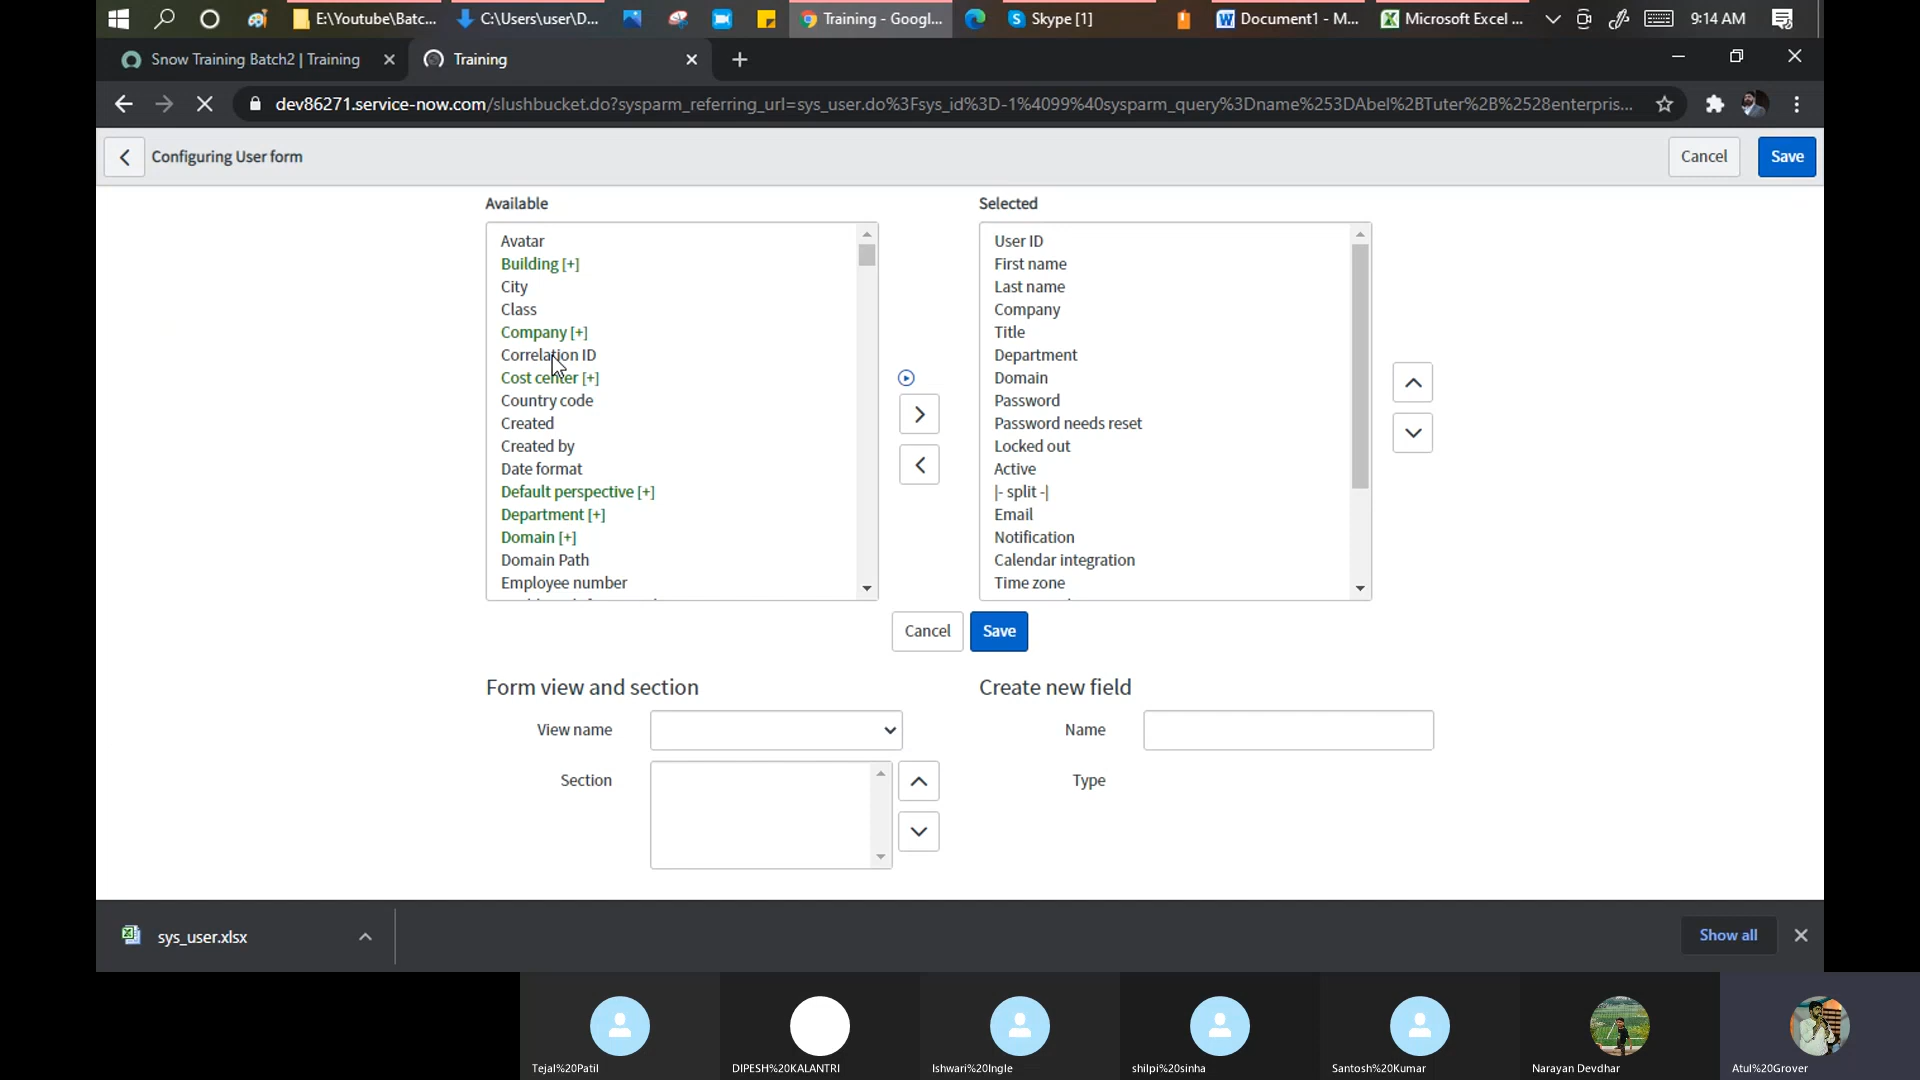 E:\Youtube\Batc...
C:\Users\user\D...
Training - Googl...
Skype [1]
Document1 - M...
Microsoft Excel ...
9:14 AM
Snow Training Batch2 | Training
Training
dev86271.service-now.com/slushbucket.do?sysparm_referring_url=sys_user.do%3Fsys_id%3D-1%4099%40sysparm_query%3Dname%253DAbel%2BTuter%2B%2528enterpris...
Configuring User form
Cancel
Save
Available
Selected
Avatar
Building [+]
City
Class
Company [+]
Correlation ID
Cost center [+]
Country code
Created
Created by
Date format
Default perspective [+]
Department [+]
Domain [+]
Domain Path
Employee number
User ID
First name
Last name
Company
Title
Department
Domain
Password
Password needs reset
Locked out
Active
|- split -|
Email
Notification
Calendar integration
Time zone
Cancel
Save
Form view and section
Create new field
View name
Name
Section
Type
sys_user.xlsx
Show all
Tejal%20Patil
DIPESH%20KALANTRI
Ishwari%20Ingle
shilpi%20sinha
Santosh%20Kumar
Narayan Devdhar
Atul%20Grover